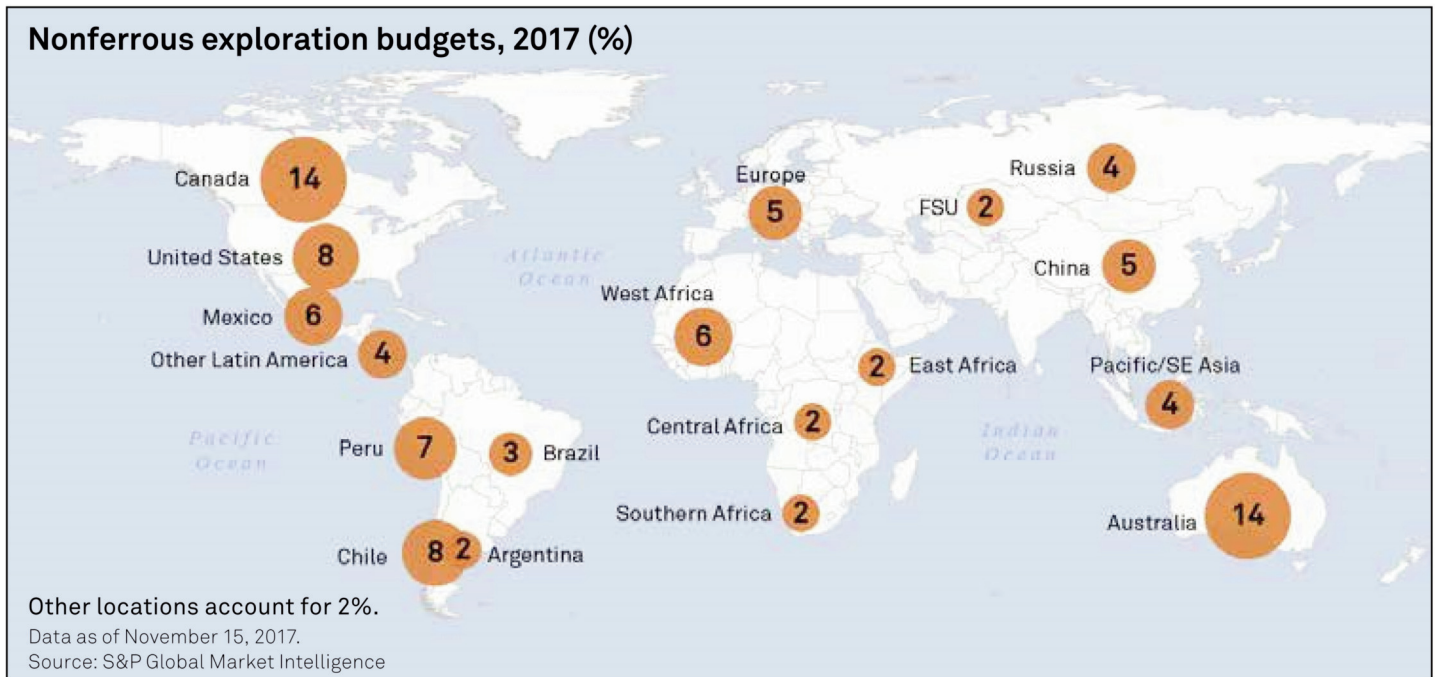 Nonferrous exploration budgets, 2017 (%)
Canada 14
United States 8
Mexico 6
Other Latin America 4
Peru 7
3 Brazil
Chile 8
2 Argentina
Atlantic
Ocean
Pacific
Ocean
Europe
5
West Africa
6
2 East Africa
Central Africa 2
Southern Africa 2
Russia 4
FSU 2
China 5
Pacific/SE Asia
4
Indian
Ocean
Australia 14
Other locations account for 2%.
Data as of November 15, 2017.
Source: S&P Global Market Intelligence